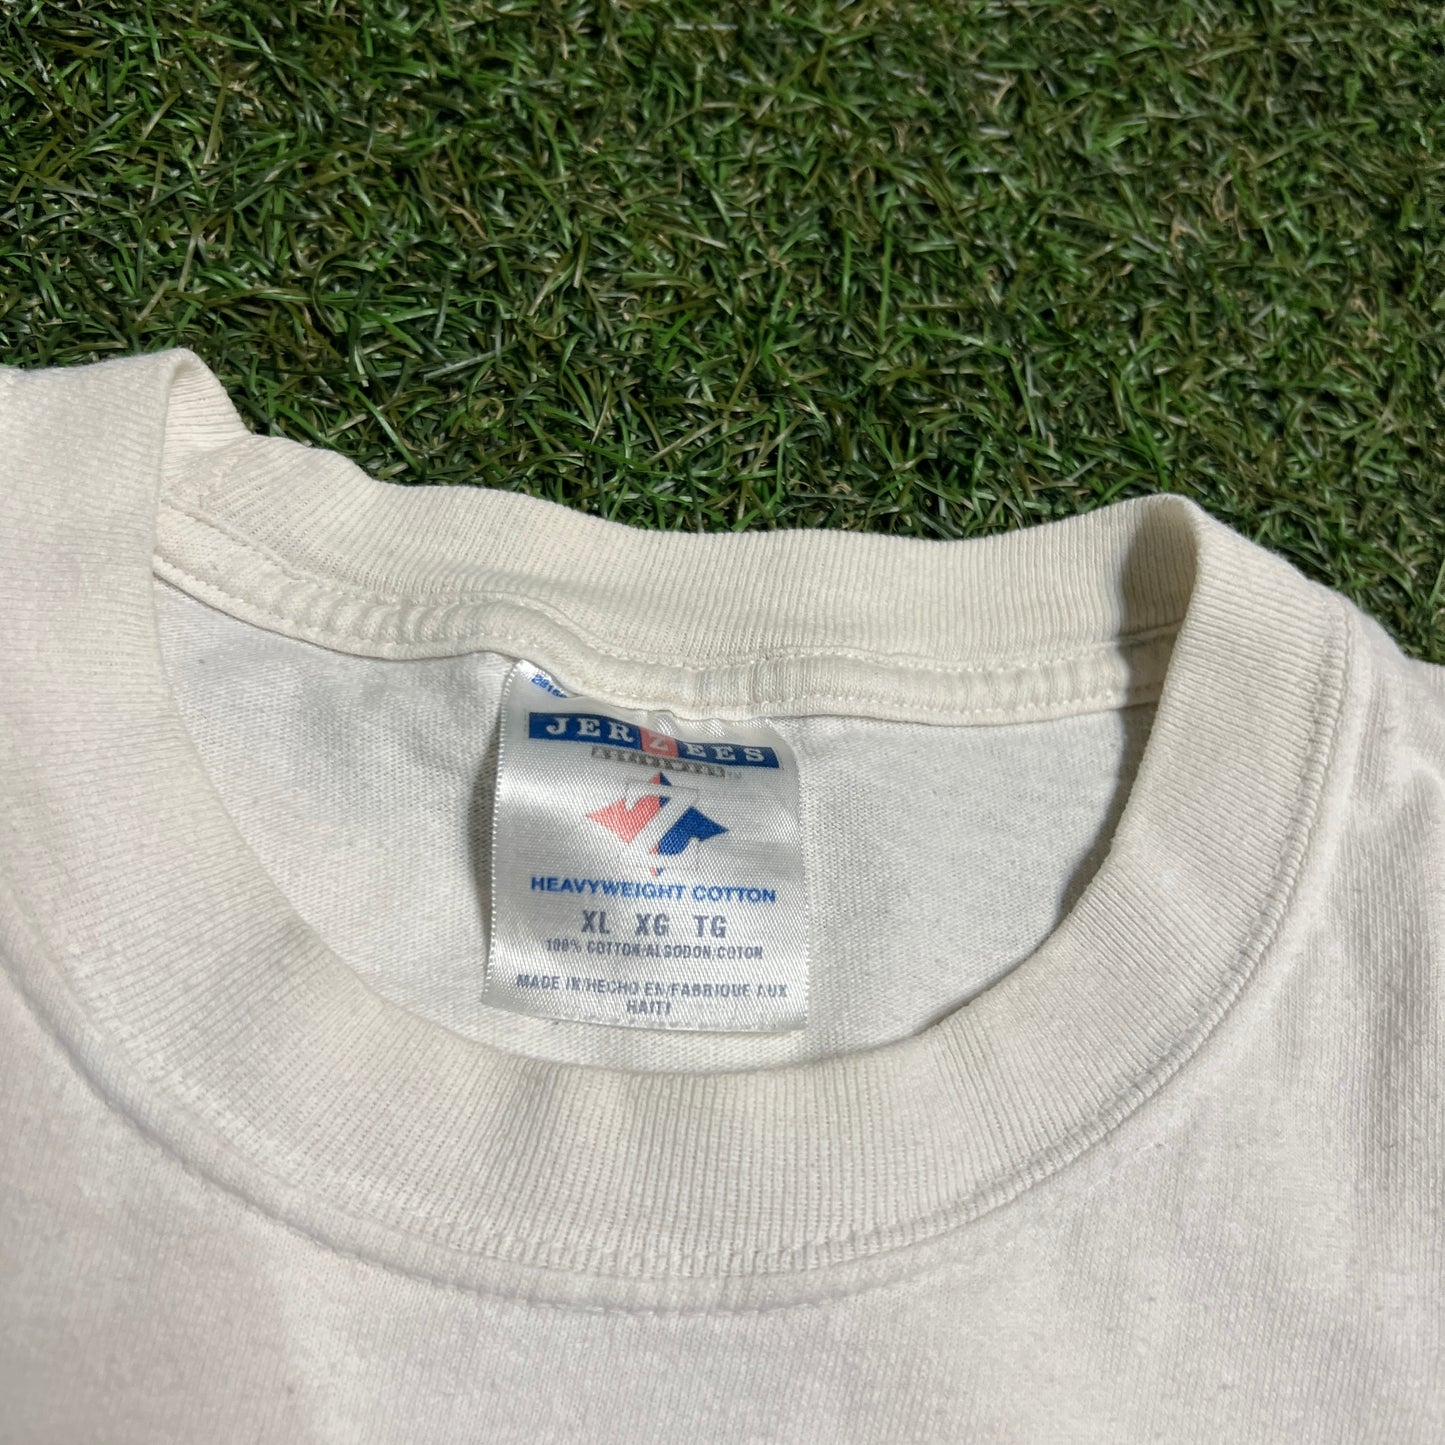 JERZEES
HEAVYWEIGHT COTTON
XL XG TG
100% COTTON/ALGODON/COTON
MADE IN/HECHO EN/FABRIQUE AUX
HAITI